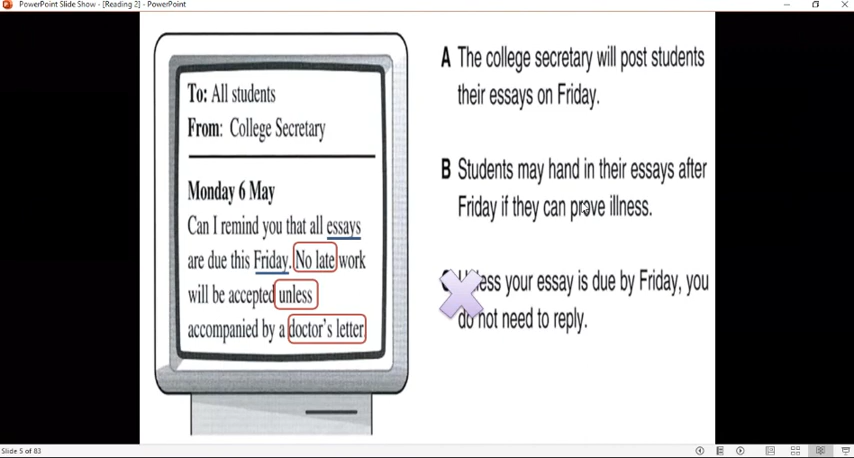 PowerPoint Slide Show - [Reading 2] - PowerPoint
To: All students
From: College Secretary
Monday 6 May
Can I remind you that all essays
are due this Friday. No late work
will be accepted unless
accompanied by a doctor's letter.
A The college secretary will post students
their essays on Friday.
B Students may hand in their essays after
Friday if they can prove illness.
C Unless your essay is due by Friday, you
do not need to reply.
Slide 5 of 83